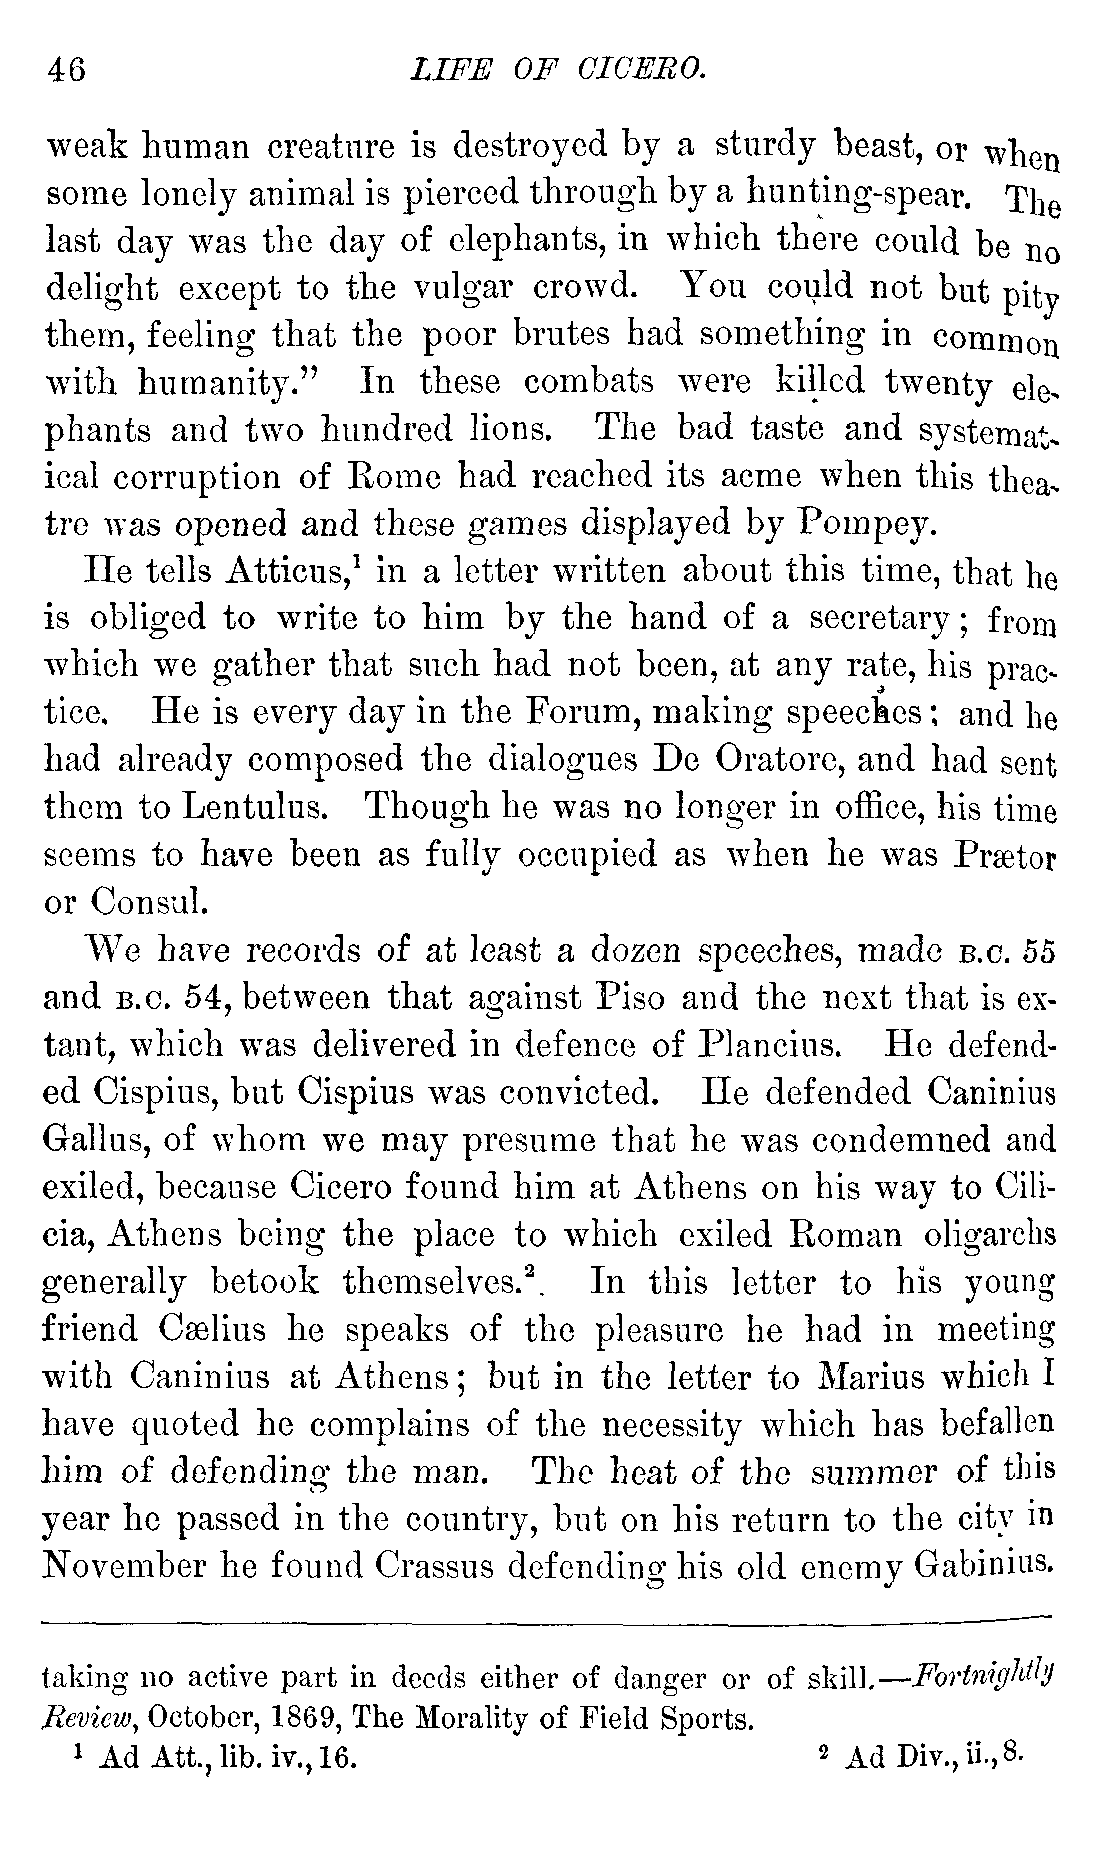 46 LIFE OF CICERO.
weak human creature is destroyed by a sturdy beast, or when
some lonely animal is pierced through by a hunting-spear. The
last day was the day of elephants, in which there could be no
delight except to the vulgar crowd. You could not but pity
them, feeling that the poor brutes had something in common
with humanity.” In these combats were killed twenty ele-
phants and two hundred lions. The bad taste and systemat-
ical corruption of Rome had reached its acme when this thea-
tre was opened and these games displayed by Pompey.
He tells Atticus,¹ in a letter written about this time, that he
is obliged to write to him by the hand of a secretary; from
which we gather that such had not been, at any rate, his prac-
tice. He is every day in the Forum, making speeches; and he
had already composed the dialogues De Oratore, and had sent
them to Lentulus. Though he was no longer in office, his time
seems to have been as fully occupied as when he was Prætor
or Consul.
We have records of at least a dozen speeches, made B.C. 55
and B.C. 54, between that against Piso and the next that is ex-
tant, which was delivered in defence of Plancius. He defend-
ed Cispius, but Cispius was convicted. He defended Caninius
Gallus, of whom we may presume that he was condemned and
exiled, because Cicero found him at Athens on his way to Cili-
cia, Athens being the place to which exiled Roman oligarchs
generally betook themselves.². In this letter to his young
friend Cælius he speaks of the pleasure he had in meeting
with Caninius at Athens; but in the letter to Marius which I
have quoted he complains of the necessity which has befallen
him of defending the man. The heat of the summer of this
year he passed in the country, but on his return to the city in
November he found Crassus defending his old enemy Gabinius.
taking no active part in deeds either of danger or of skill.—Fortnightly
Review, October, 1869, The Morality of Field Sports.
¹ Ad Att., lib. iv., 16. ² Ad Div., ii., 8.